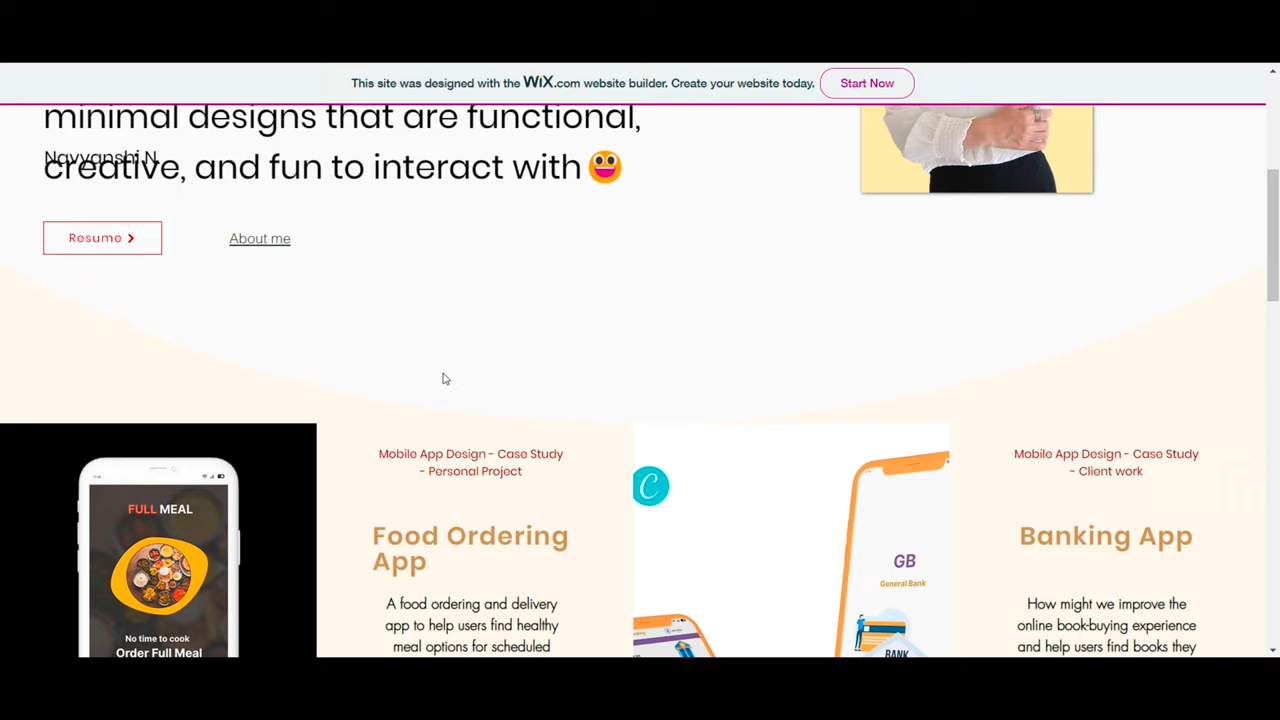 This site was designed with the WiX.com website builder. Create your website today. Start Now
minimal designs that are functional,
Navyanshi N
creative, and fun to interact with
Resume
About me
Mobile App Design - Case Study
- Personal Project
Food Ordering
App
A food ordering and delivery
app to help users find healthy
meal options for scheduled
FULL MEAL
No time to cook
Order Full Meal
C
GB
General Bank
BANK
Mobile App Design - Case Study
- Client work
Banking App
How might we improve the
online book-buying experience
and help users find books they